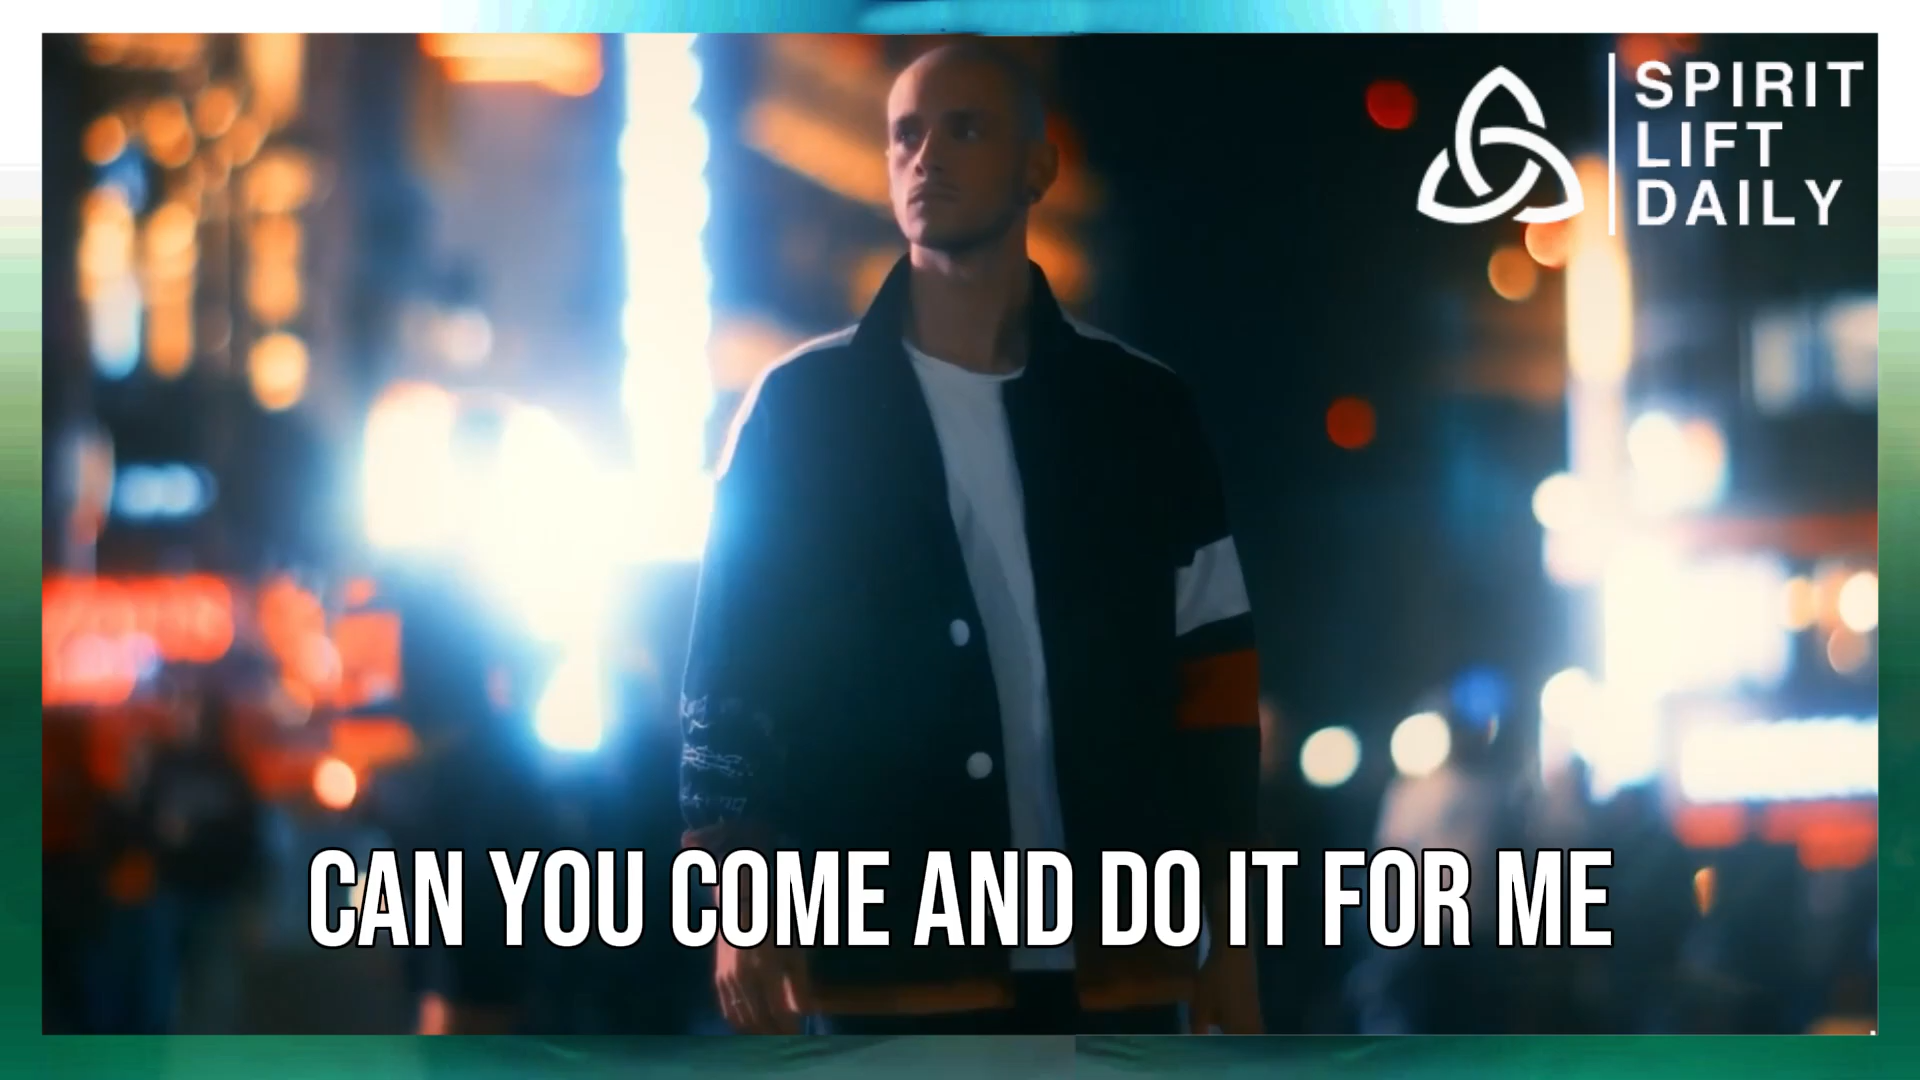 SPIRIT
LIFT
DAILY
CAN YOU COME AND DO IT FOR ME